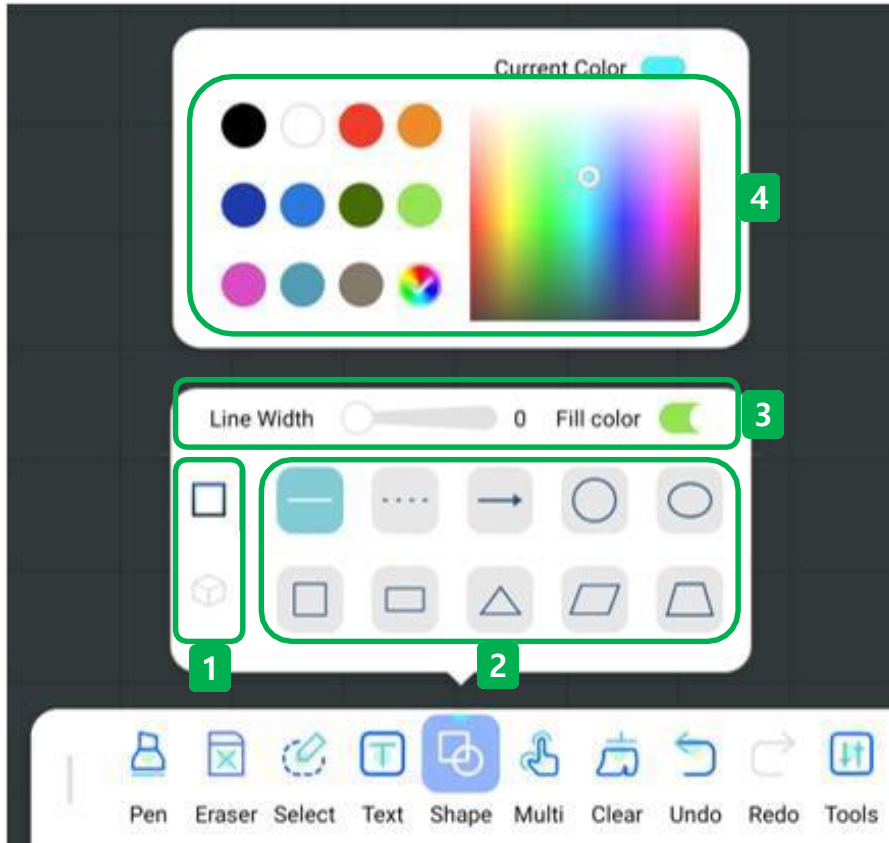 Current Color
4
Line Width 0 Fill color
3
1
2
T
Pen Eraser Select Text Shape Multi Clear Undo Redo Tools